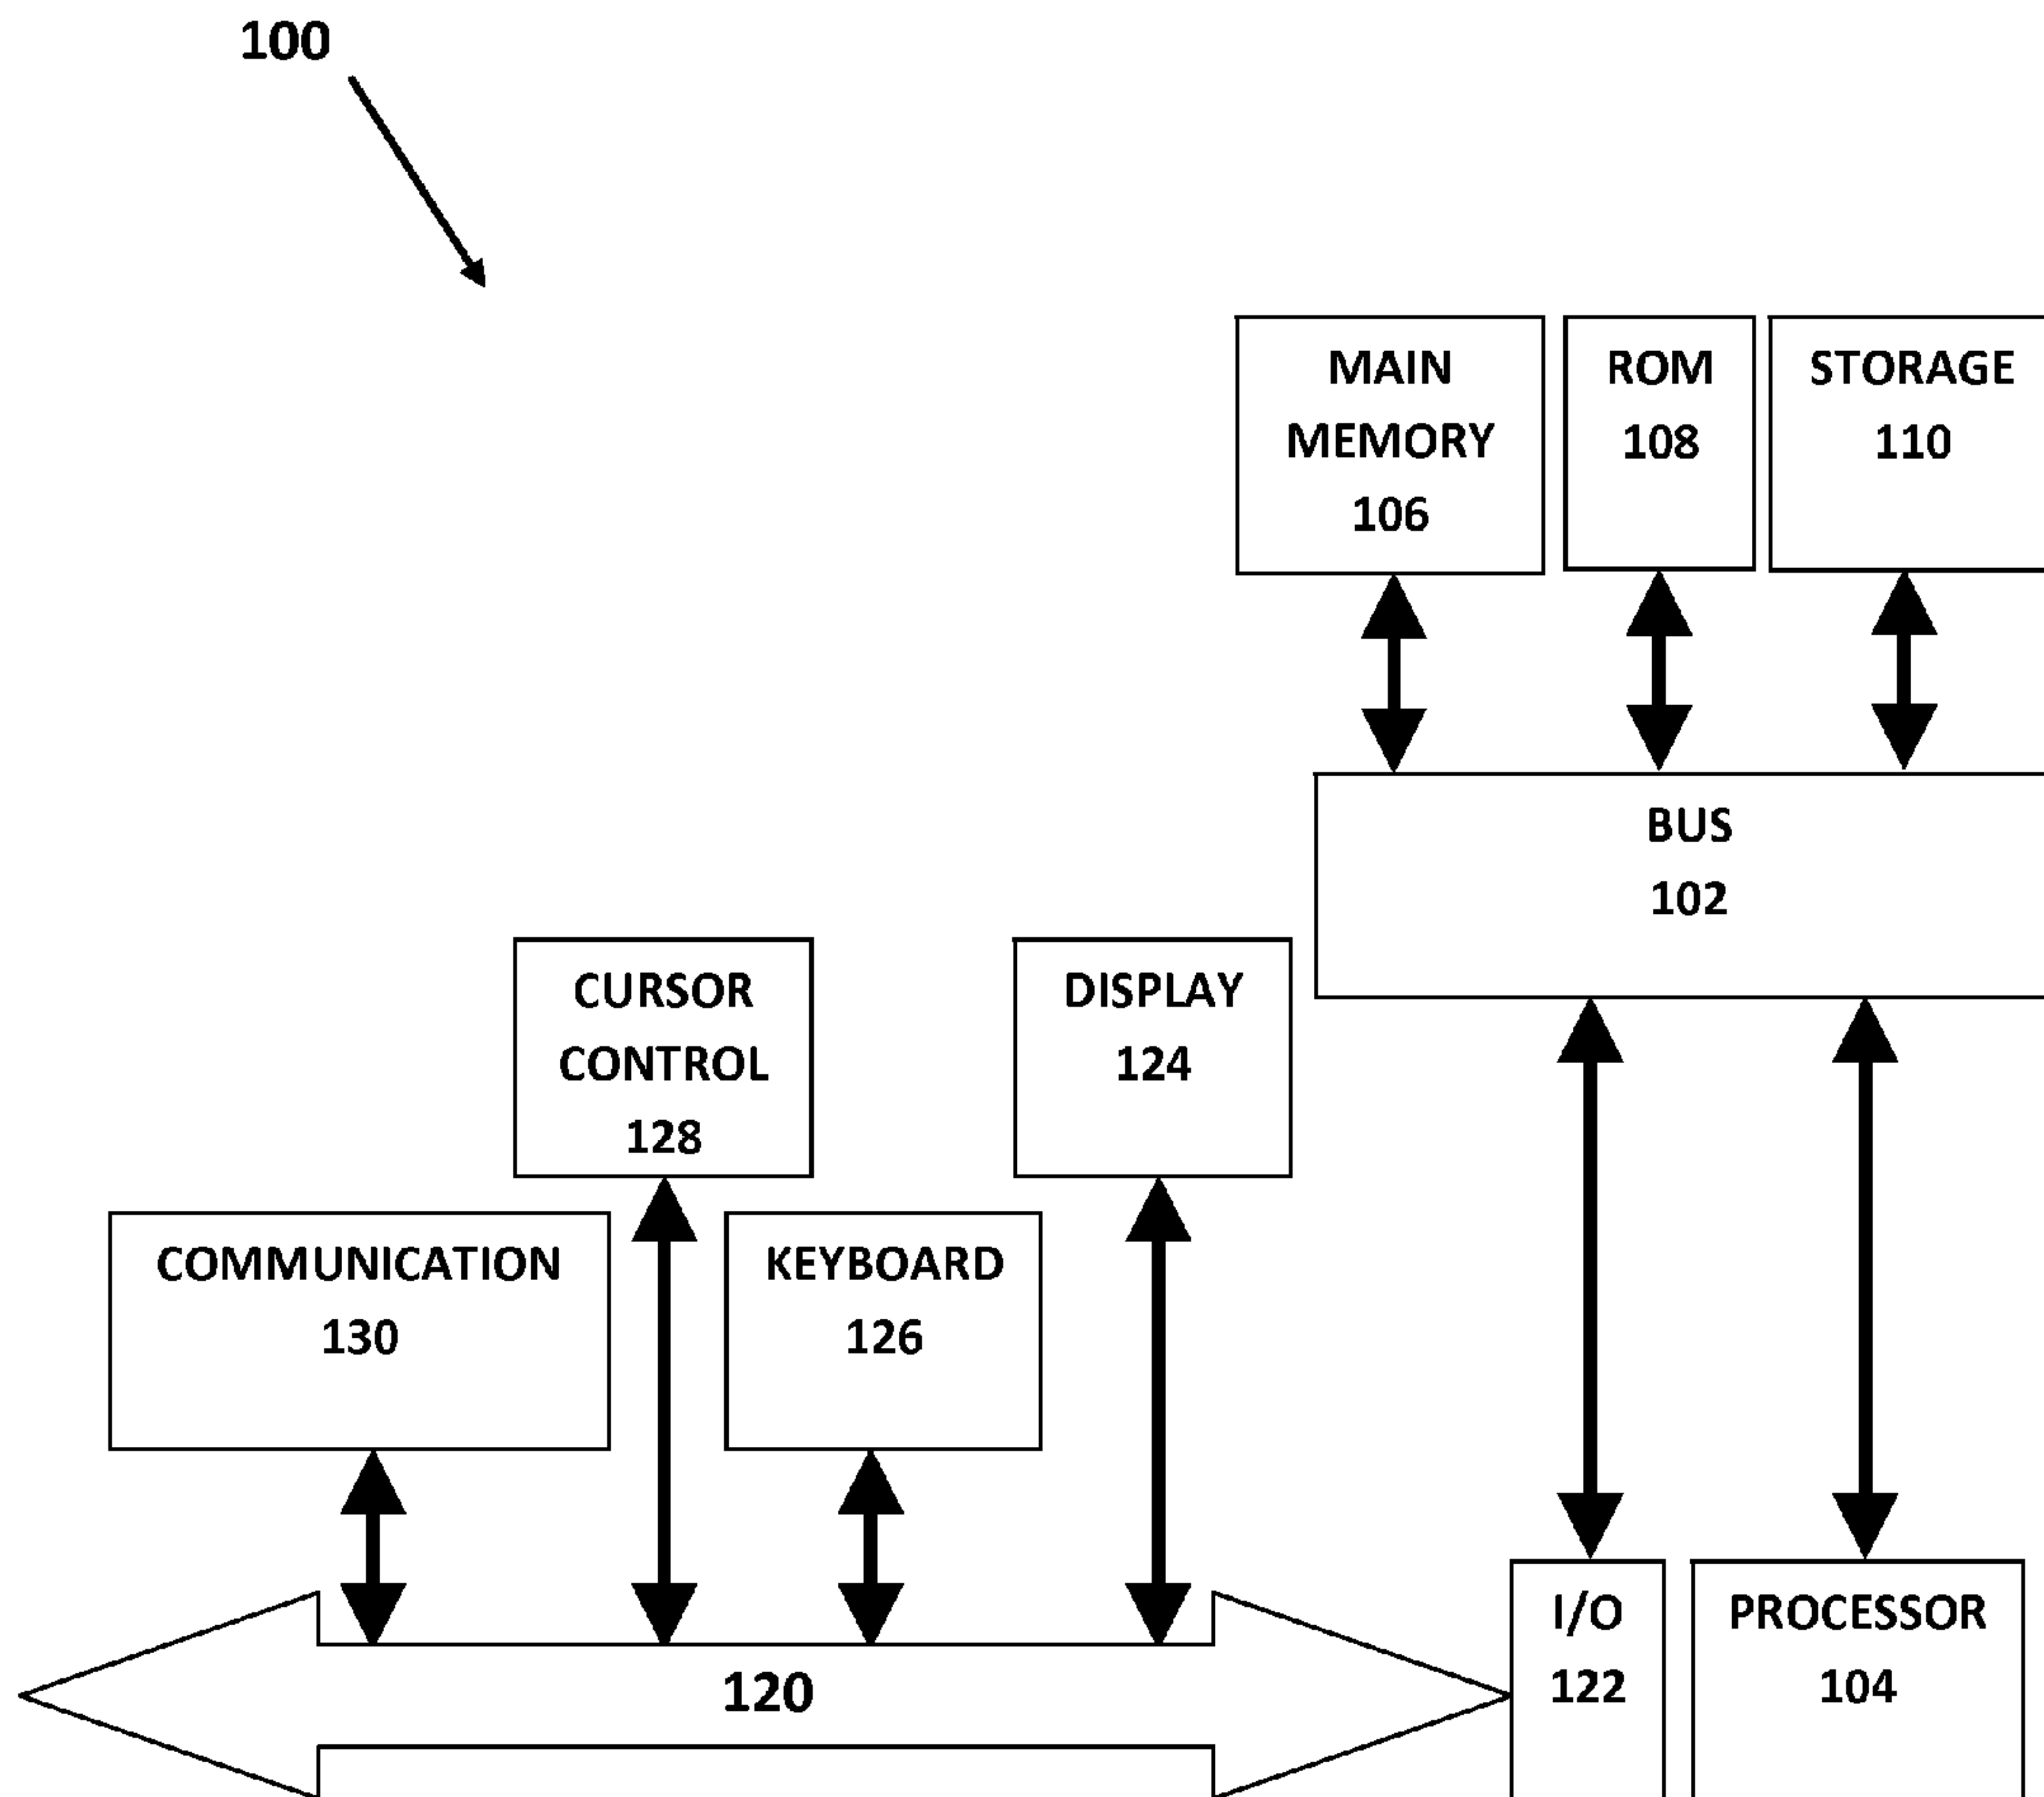 100
MAIN
MEMORY
106
ROM
108
STORAGE
110
BUS
102
CURSOR
CONTROL
128
DISPLAY
124
COMMUNICATION
130
KEYBOARD
126
120
I/O
122
PROCESSOR
104